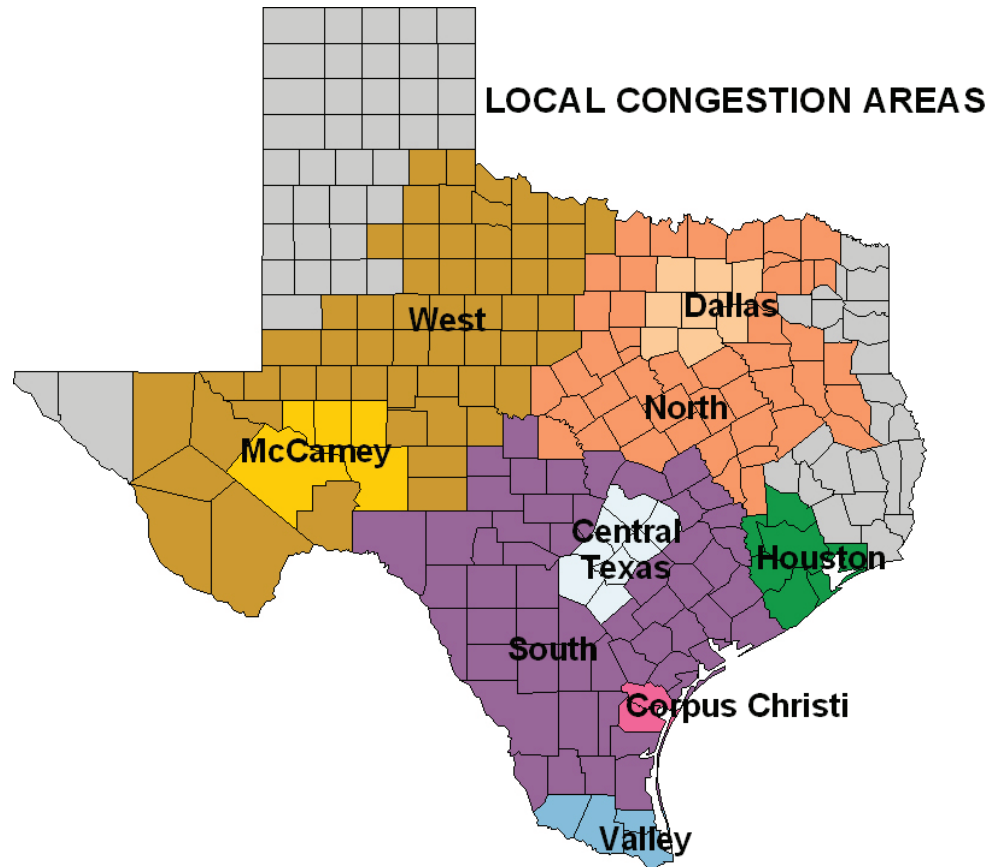 LOCAL CONGESTION AREAS
Dallas
West
North
McCamey
Central
Texas
Houston
South
Corpus Christi
Valley